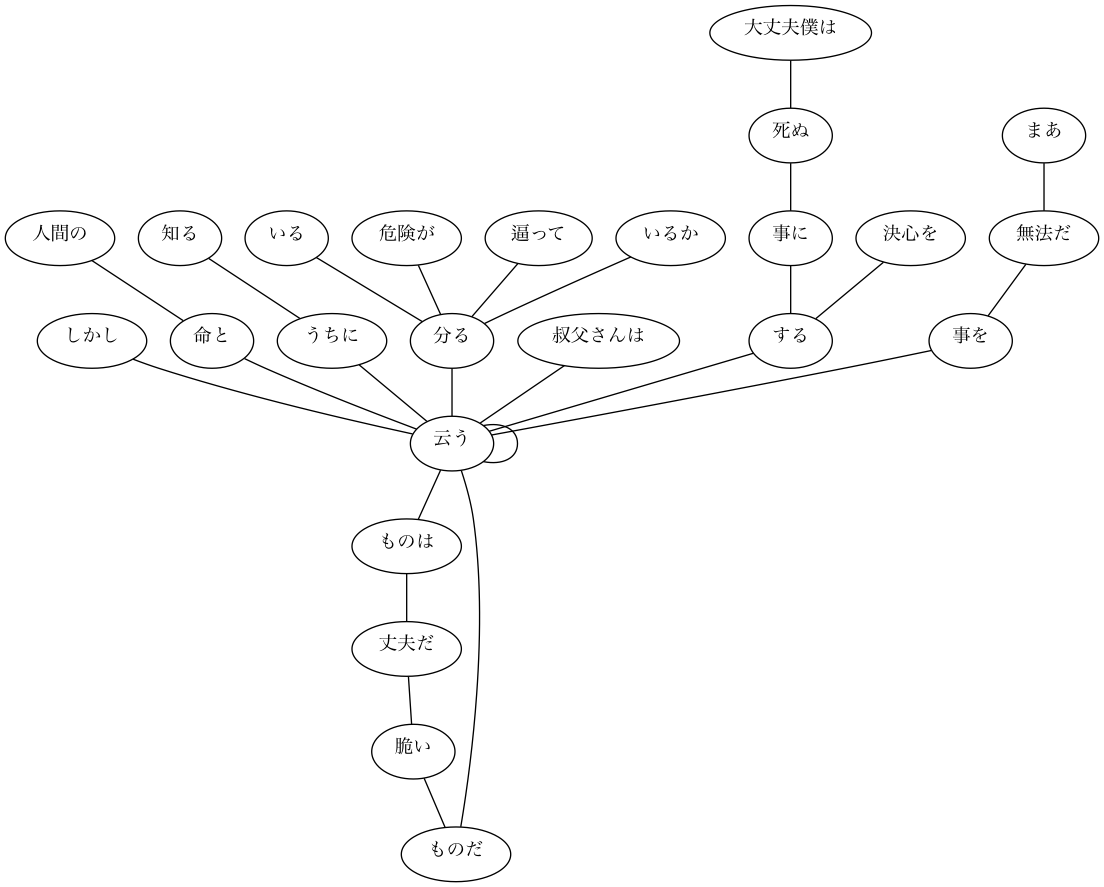 大丈夫僕は
死ぬ
まあ
人間の
知る
いる
危険が
逼って
いるか
事に
決心を
無法だ
しかし
命と
うちに
分る
叔父さんは
する
事を
云う
ものは
丈夫だ
脆い
ものだ